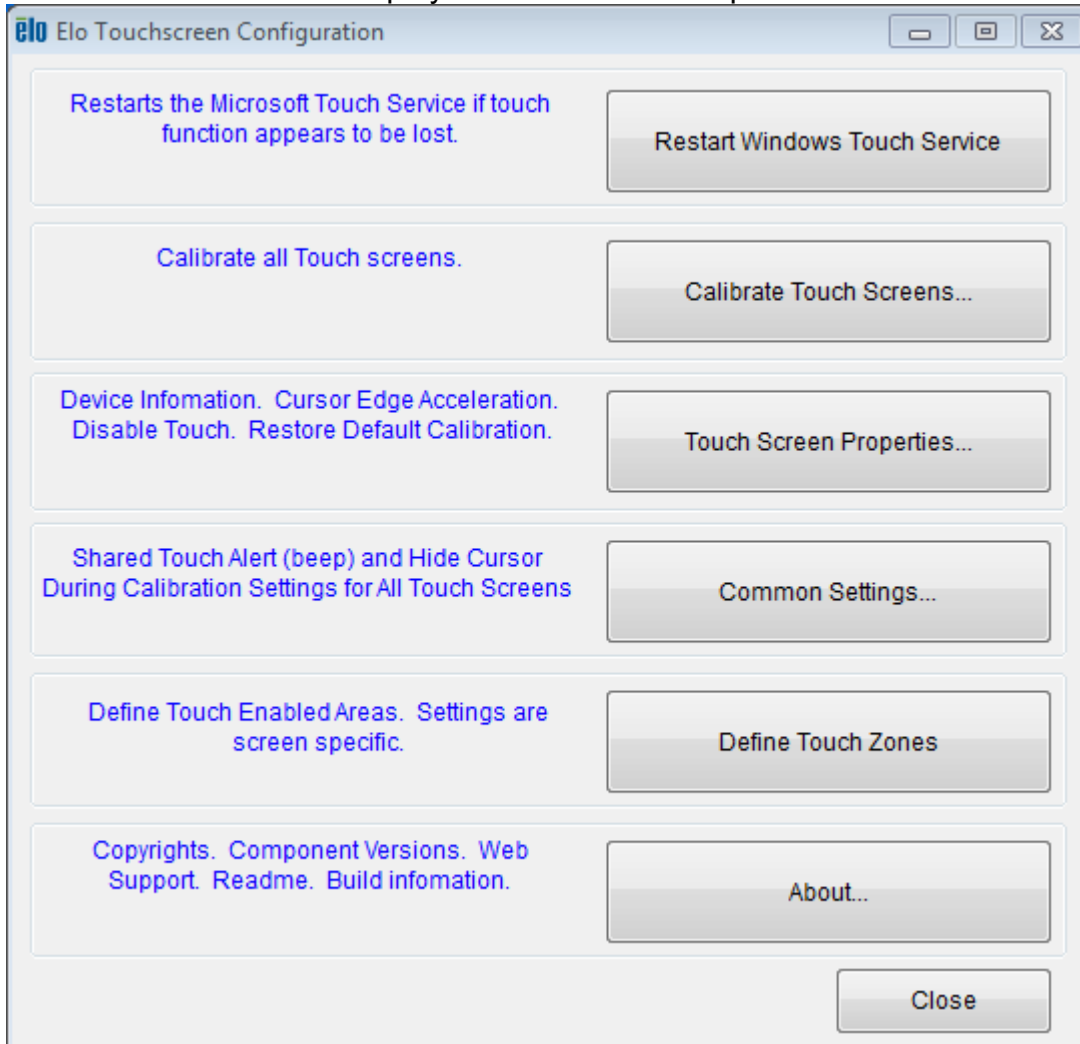 elo Elo Touchscreen Configuration
Restarts the Microsoft Touch Service if touch
function appears to be lost.
Restart Windows Touch Service
Calibrate all Touch screens.
Calibrate Touch Screens...
Device Infomation. Cursor Edge Acceleration.
Disable Touch. Restore Default Calibration.
Touch Screen Properties...
Shared Touch Alert (beep) and Hide Cursor
During Calibration Settings for All Touch Screens
Common Settings...
Define Touch Enabled Areas. Settings are
screen specific.
Define Touch Zones
Copyrights. Component Versions. Web
Support. Readme. Build infomation.
About...
Close